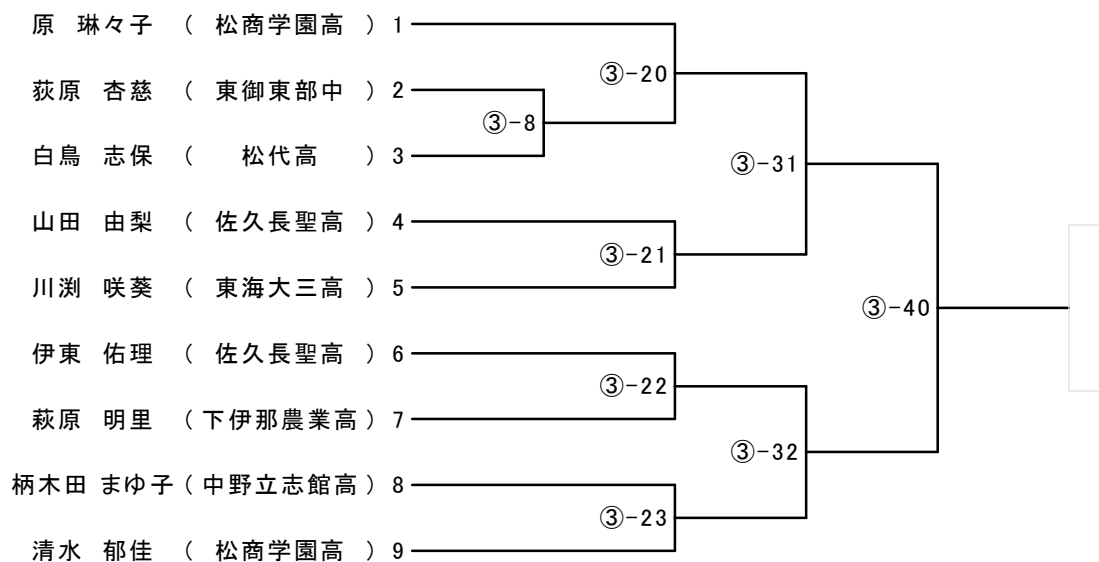 原 琳々子 ( 松商学園高 ) 1
③-20
荻原 杏慈 ( 東御東部中 ) 2
③-8
白鳥 志保 ( 松代高 ) 3
③-31
山田 由梨 ( 佐久長聖高 ) 4
③-21
川渕 咲葵 ( 東海大三高 ) 5
③-40
伊東 佑理 ( 佐久長聖高 ) 6
③-22
萩原 明里 ( 下伊那農業高 ) 7
③-32
柄木田 まゆ子 ( 中野立志館高 ) 8
③-23
清水 郁佳 ( 松商学園高 ) 9